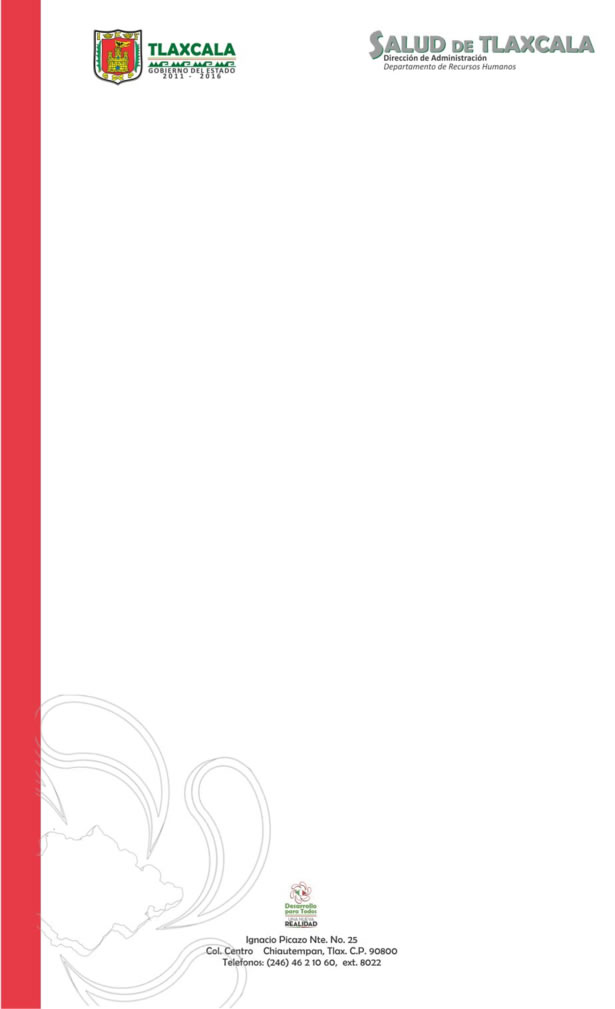 TLAXCALA
GOBIERNO DEL ESTADO
2011 - 2016
SALUD DE TLAXCALA
Dirección de Administración
Departamento de Recursos Humanos
Desarrollo
para Todos
REALIDAD
Ignacio Picazo Nte. No. 25
Col. Centro Chiautempan, Tlax. C.P. 90800
Telefonos: (246) 46 2 10 60, ext. 8022